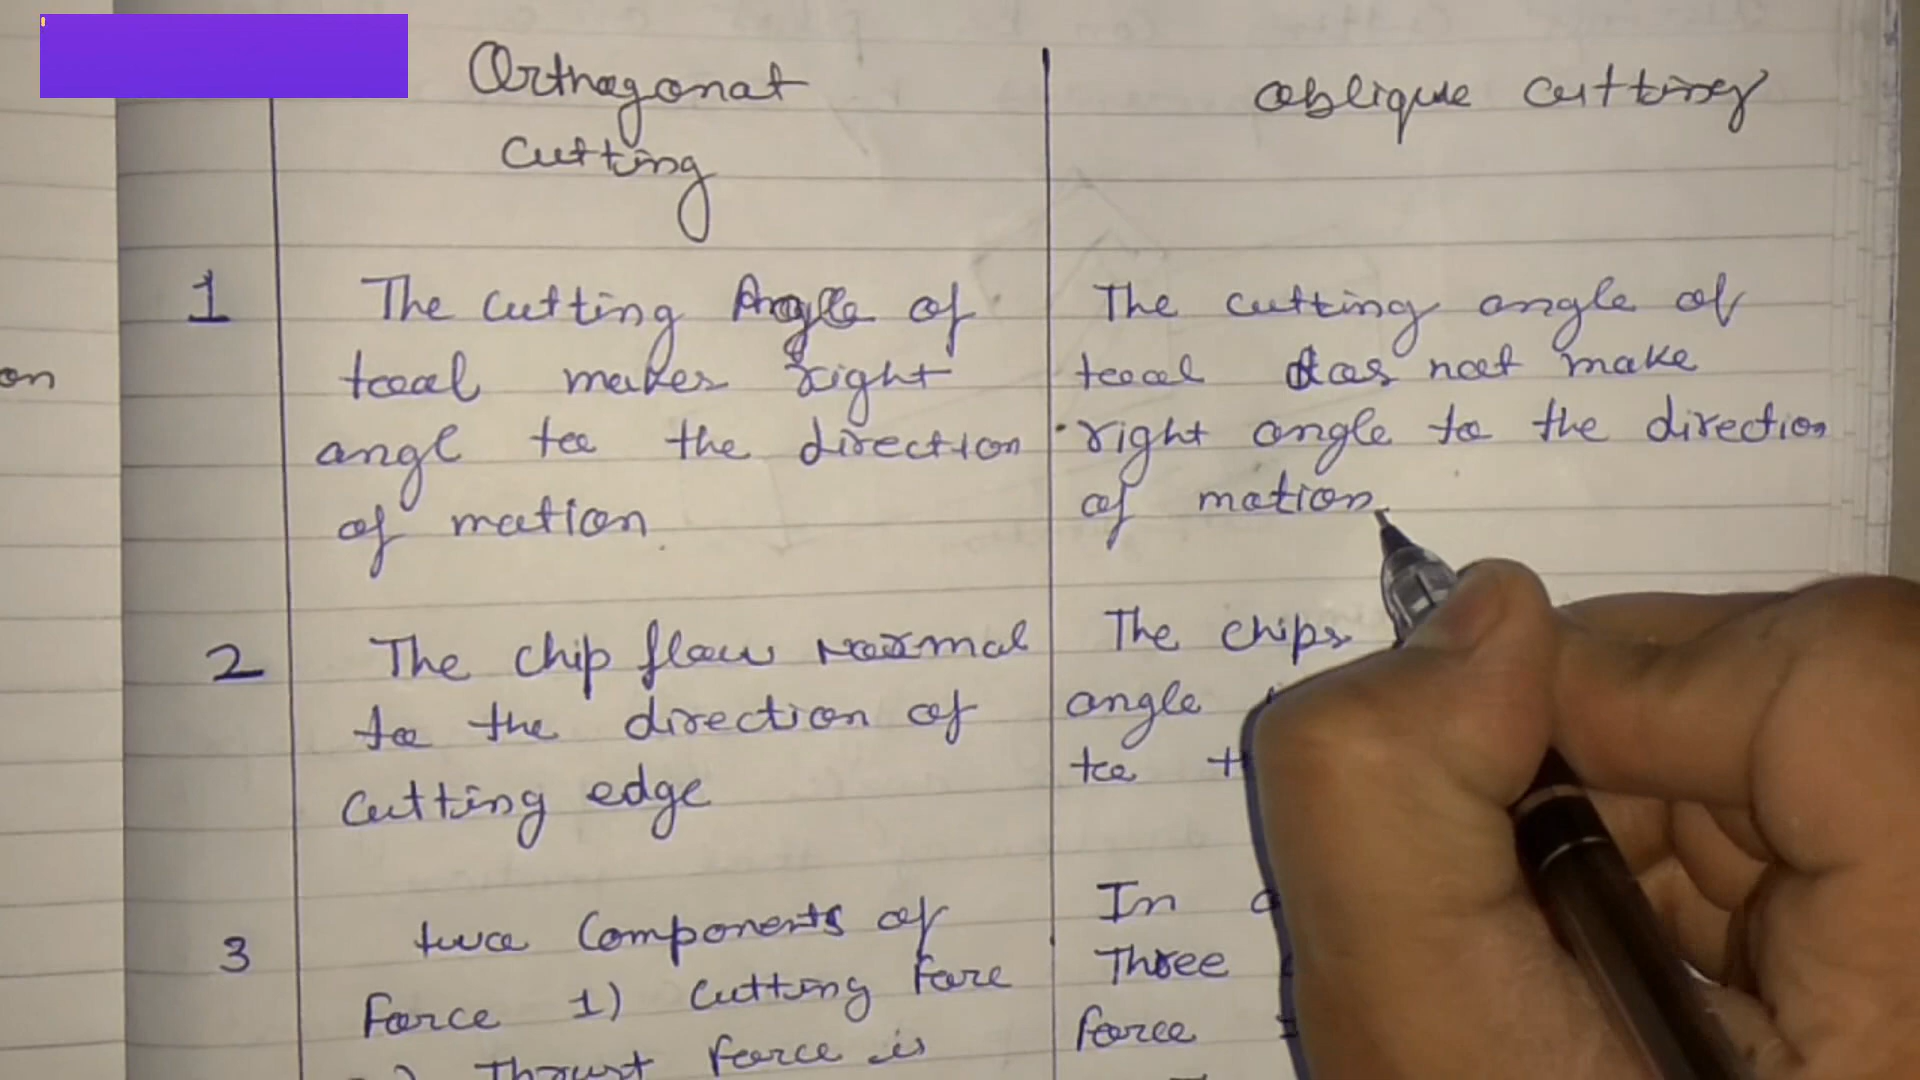 Orthogonal
cutting
oblique cutting
1
The cutting Angle of
tool makes right
angle to the direction
of motion
The cutting angle of
tool does not make
right angle to the direction
of motion.
2
The chip flow Normal
to the direction of
cutting edge
The chips
angle
to
3
two Components of
Force 1) Cutting Force
Thrust force is
In
Three
force
on